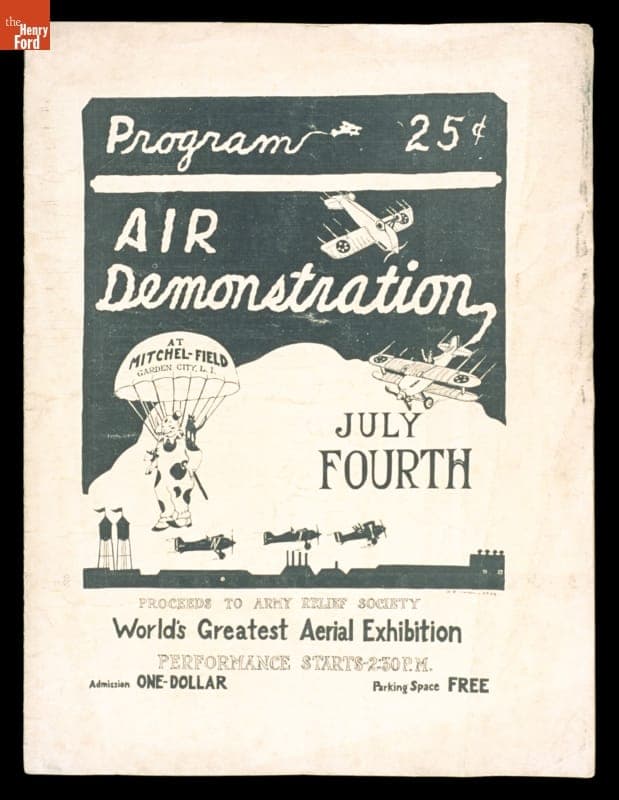 the
Henry
Ford
Program 25¢
AIR
Demonstration
AT
MITCHEL-FIELD
GARDEN CITY, L. I.
JULY
FOURTH
PROCEEDS TO ARMY RELIEF SOCIETY
World's Greatest Aerial Exhibition
PERFORMANCE STARTS-2:30 P.M.
Admission ONE-DOLLAR
Parking Space FREE